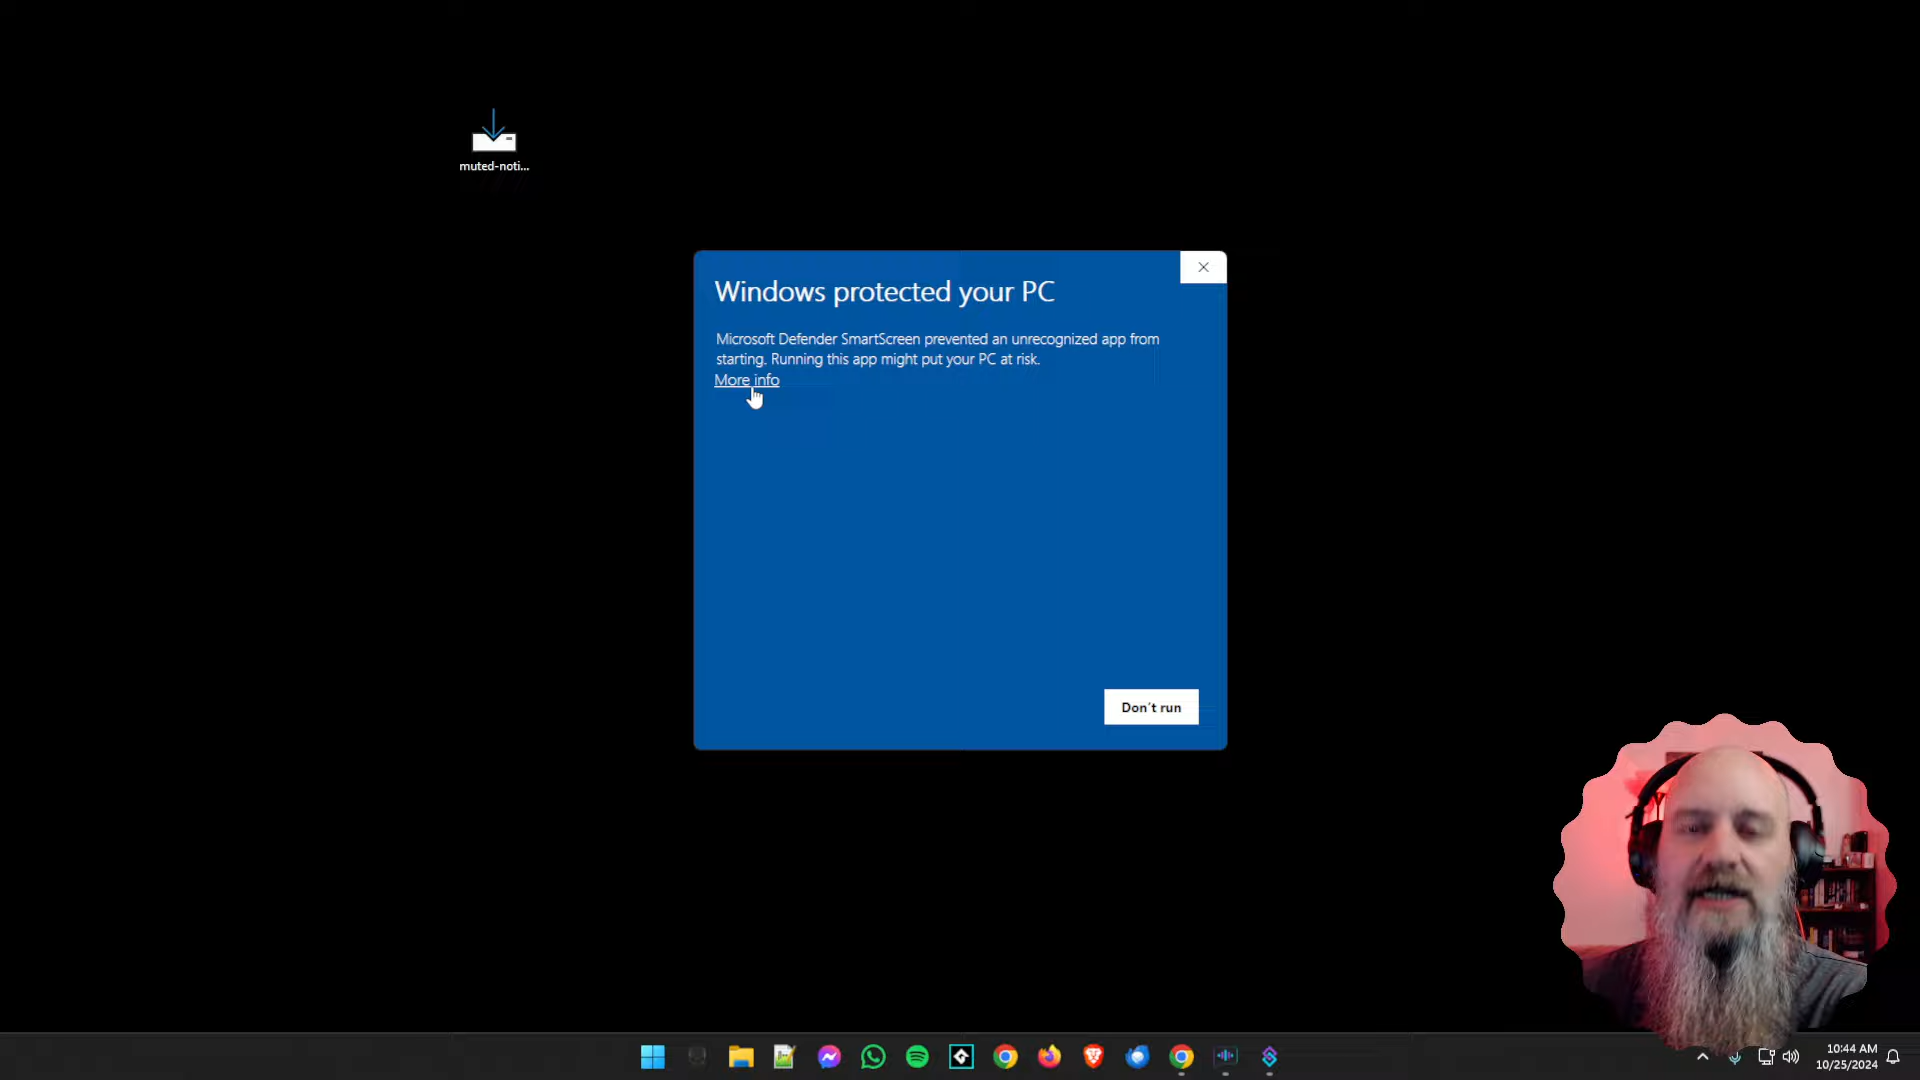 muted-noti...
Windows protected your PC
Microsoft Defender SmartScreen prevented an unrecognized app from
starting. Running this app might put your PC at risk.
More info
Don't run
10:44 AM
10/25/2024